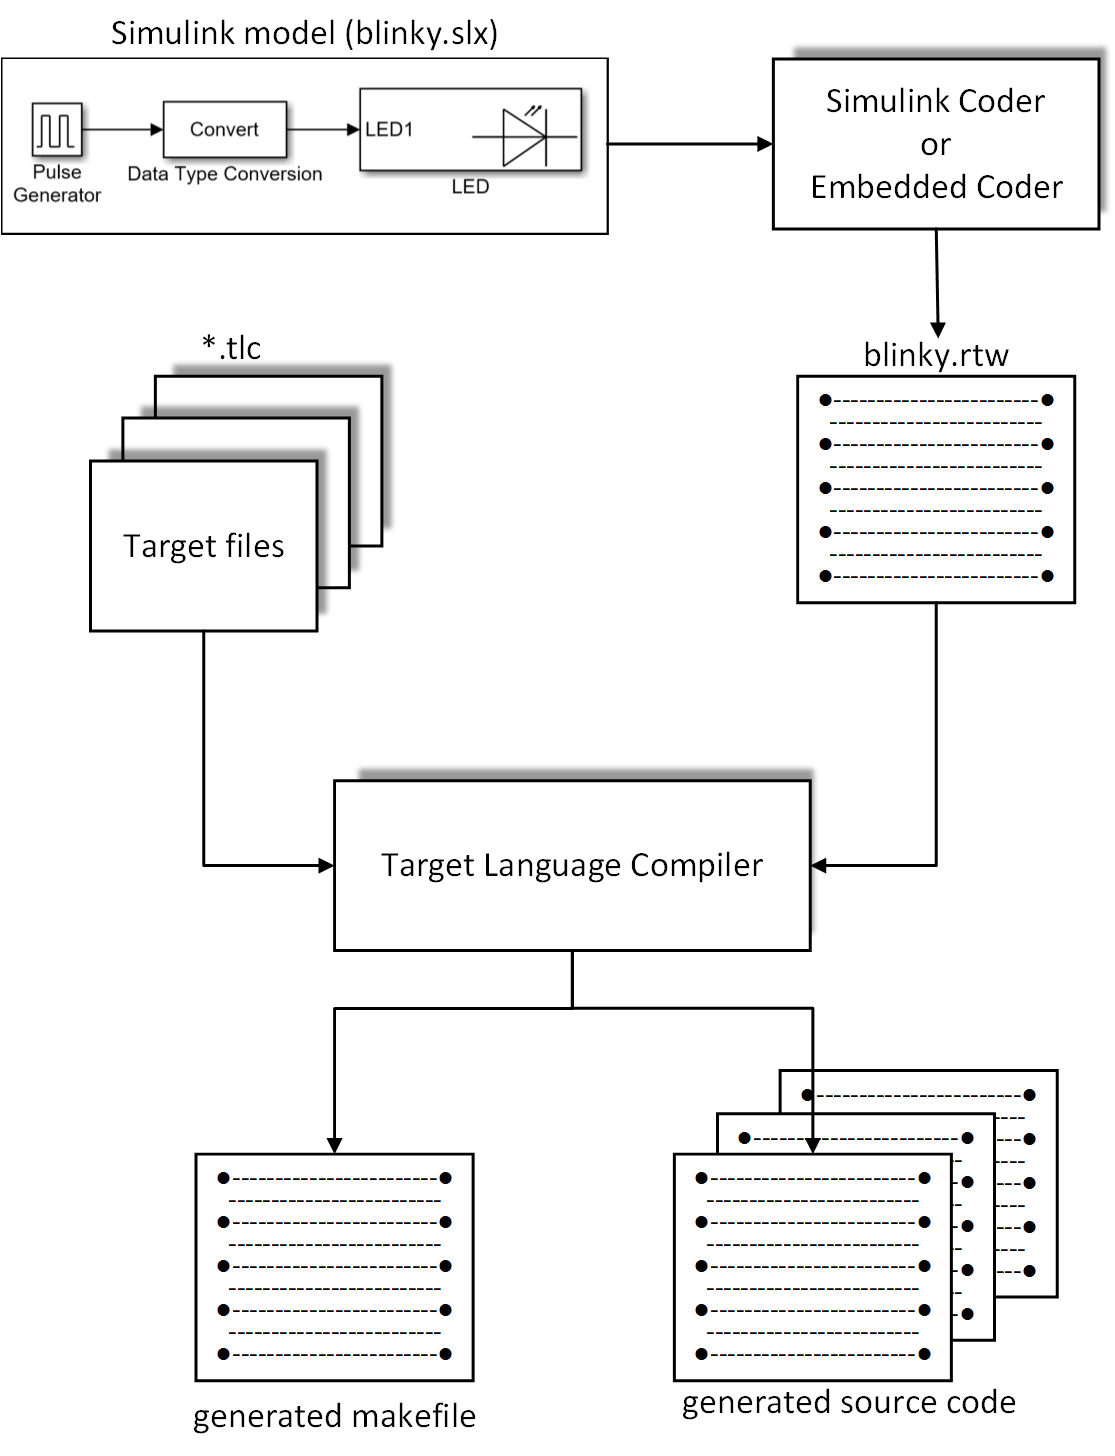 Simulink model (blinky.slx)
Pulse
Generator
Convert
Data Type Conversion
LED1
LED
Simulink Coder
or
Embedded Coder
*.tlc
Target files
blinky.rtw
Target Language Compiler
generated makefile
generated source code